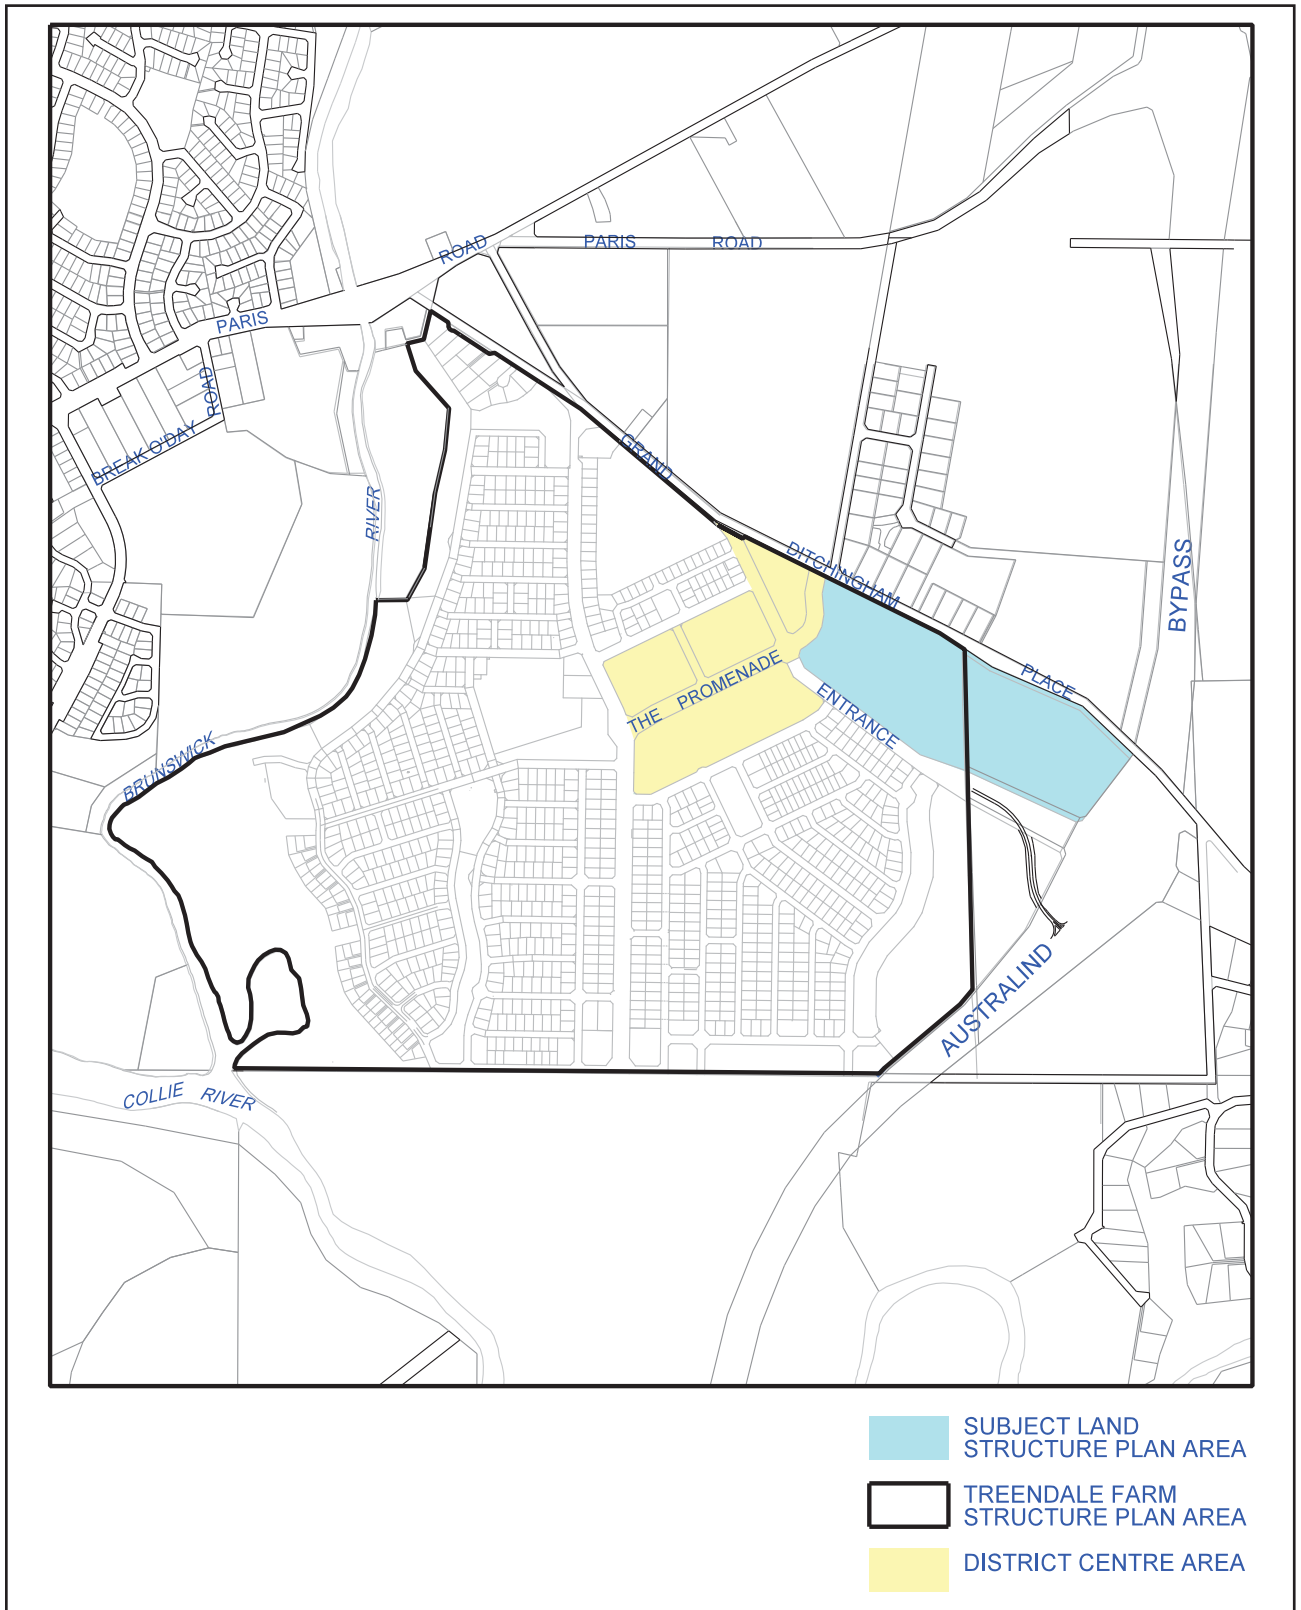 ROAD
PARIS ROAD
PARIS
ROAD
BREAK O'DAY
RIVER
GRAND
DITCHINGHAM
PLACE
BYPASS
THE PROMENADE
ENTRANCE
BRUNSWICK
AUSTRALIND
COLLIE RIVER
SUBJECT LAND
STRUCTURE PLAN AREA
TREENDALE FARM
STRUCTURE PLAN AREA
DISTRICT CENTRE AREA